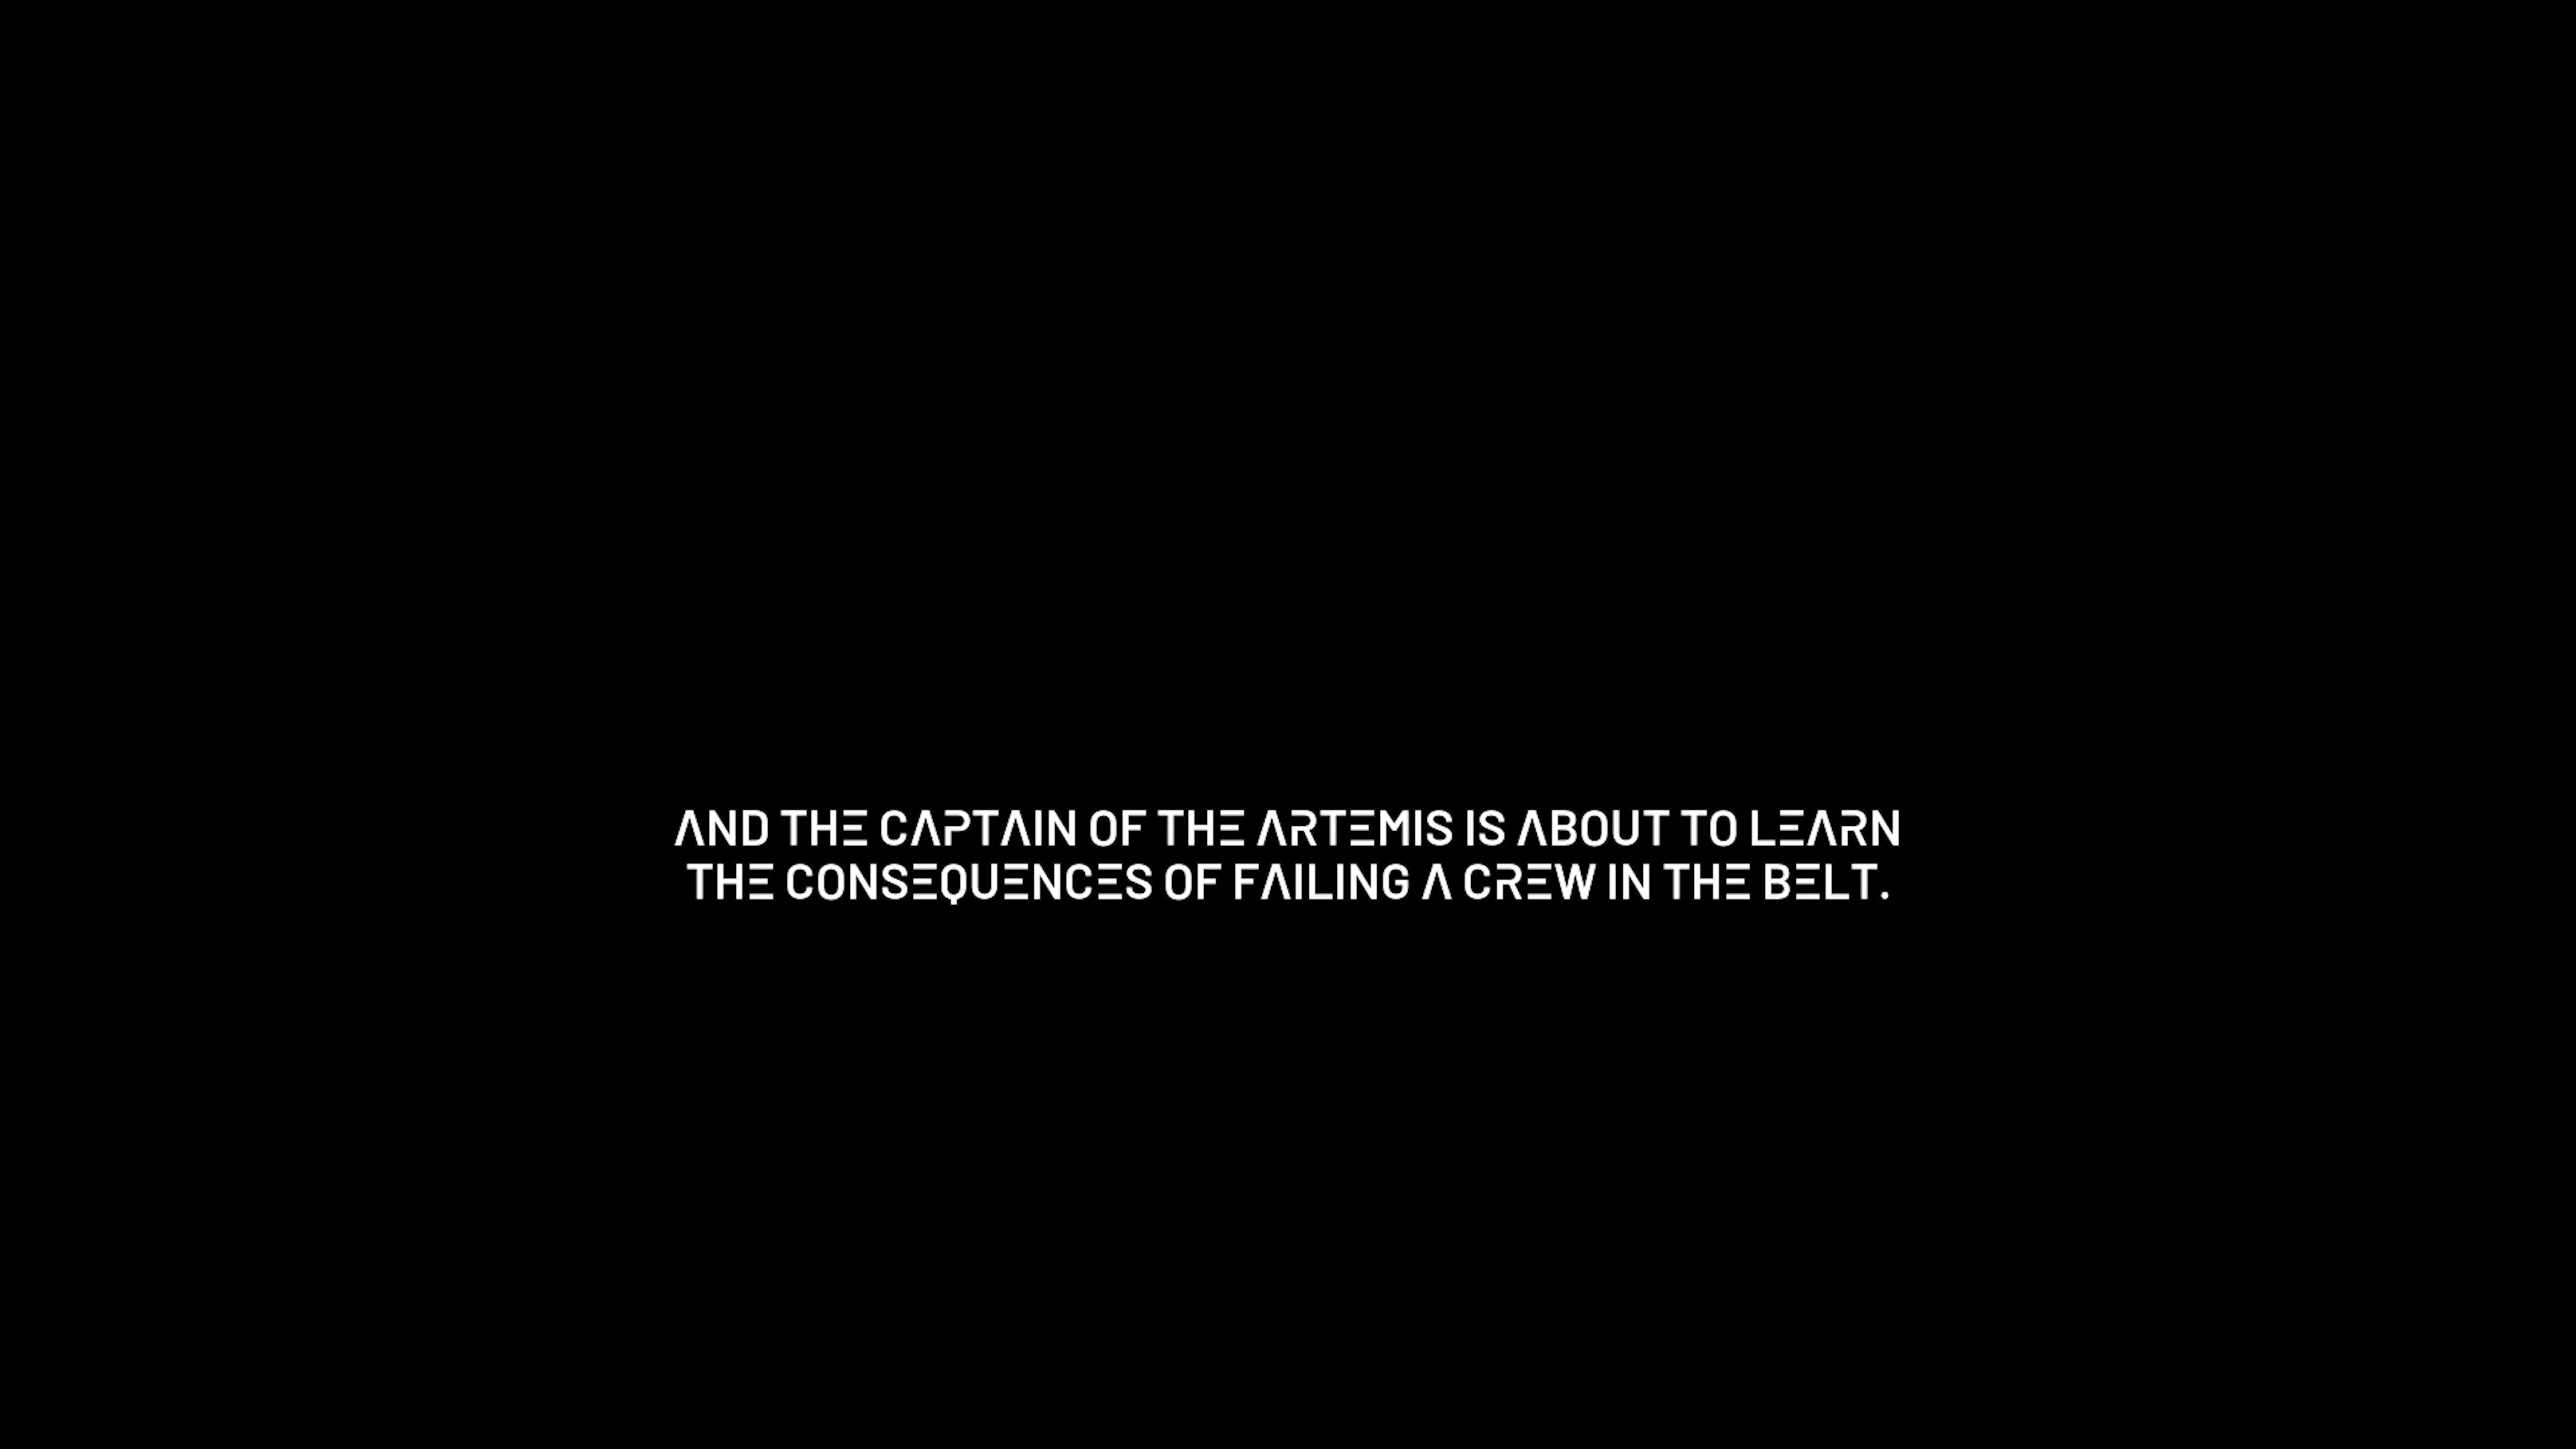 AND THE CAPTAIN OF THE ARTEMIS IS ABOUT TO LEARN
THE CONSEQUENCES OF FAILING A CREW IN THE BELT.